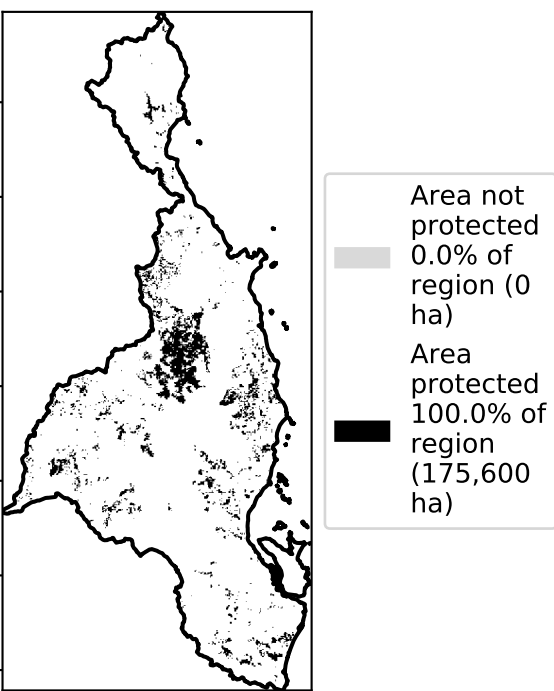 Area not
protected
0.0% of
region (0
ha)
Area
protected
100.0% of
region
(175,600
ha)